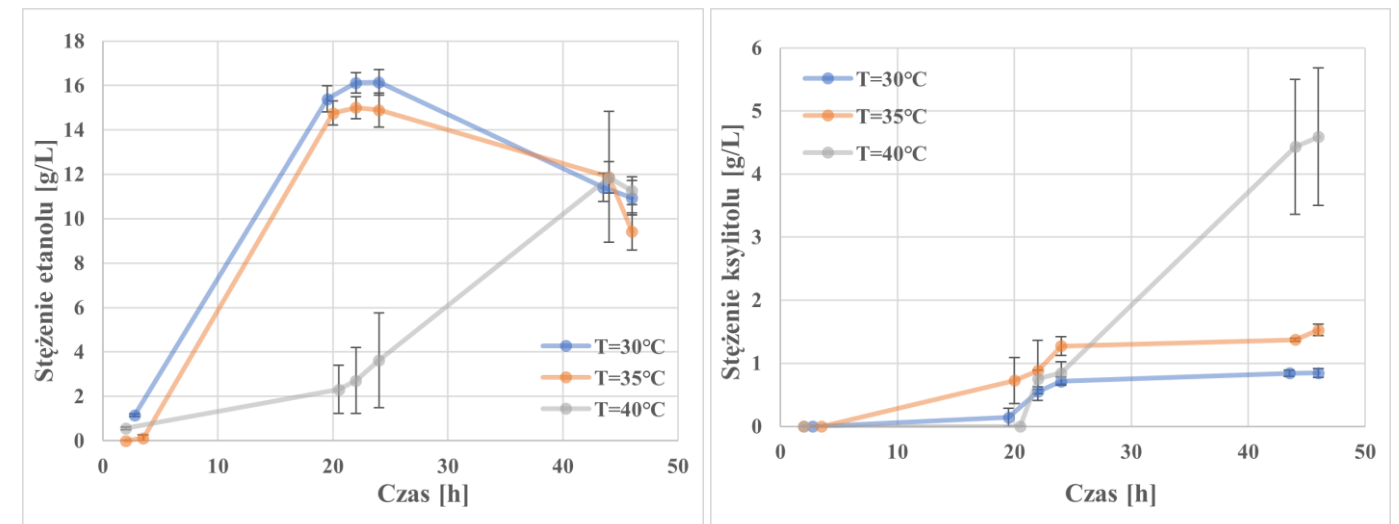 Stężenie etanolu [g/L]
18
16
14
12
10
8
6
4
2
0
0 10 20 30 40 50
Czas [h]
T=30°C
T=35°C
T=40°C
Stężenie ksylitolu [g/L]
6
5
4
3
2
1
0
0 10 20 30 40 50
Czas [h]
T=30°C
T=35°C
T=40°C